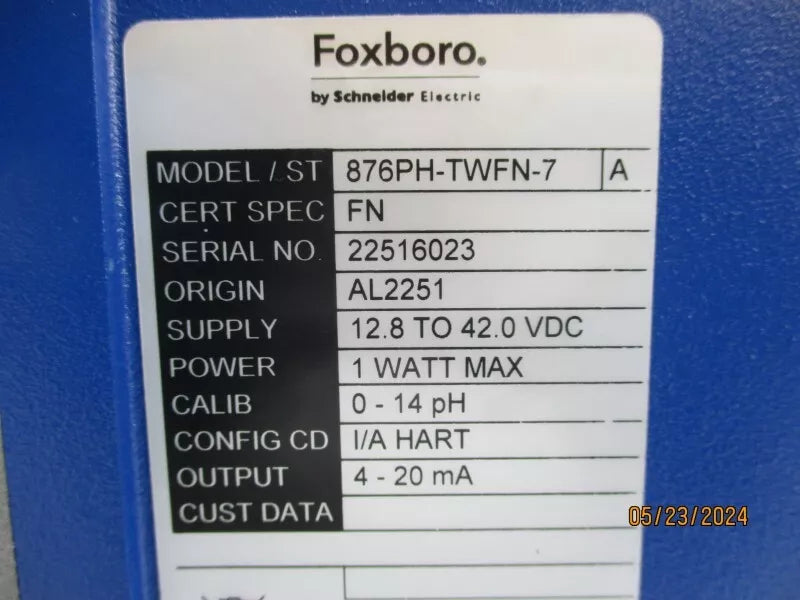 Foxboro.
by Schneider Electric
MODEL / ST 876PH-TWFN-7 A
CERT SPEC FN
SERIAL NO. 22516023
ORIGIN AL2251
SUPPLY 12.8 TO 42.0 VDC
POWER 1 WATT MAX
CALIB 0 - 14 pH
CONFIG CD I/A HART
OUTPUT 4 - 20 mA
CUST DATA
05/23/2024